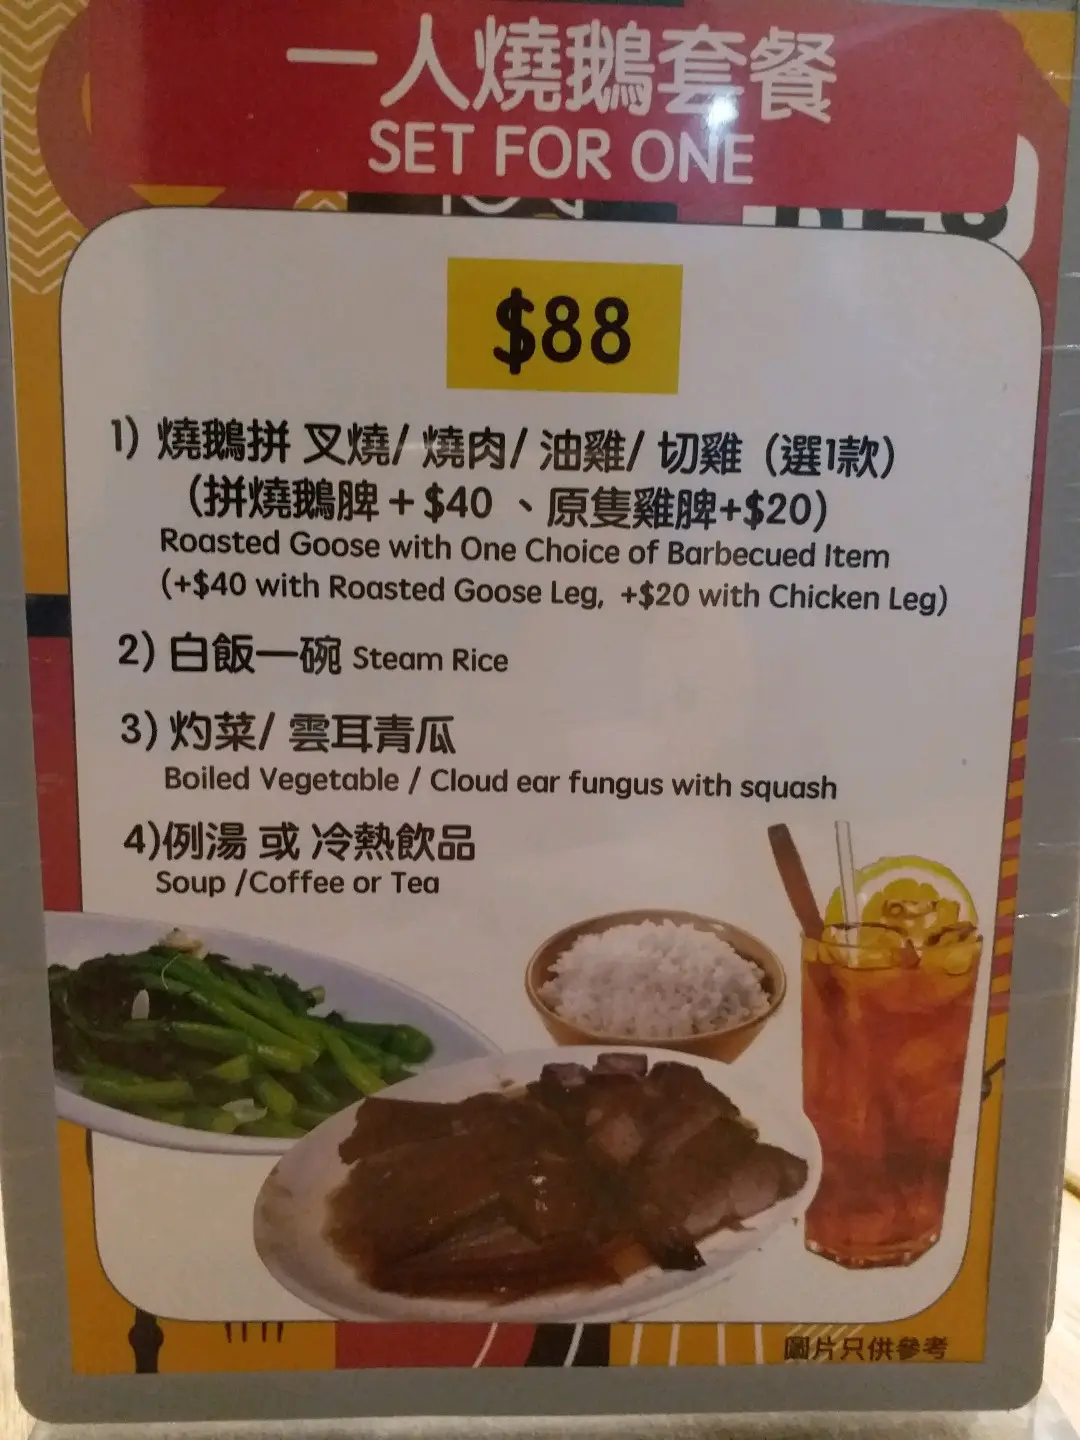 一人燒鵝套餐
SET FOR ONE
$88
1) 燒鵝拼 叉燒/ 燒肉/ 油雞/ 切雞 (選1款)
(拼燒鵝脾 + $40 、原隻雞脾+$20)
Roasted Goose with One Choice of Barbecued Item
(+$40 with Roasted Goose Leg, +$20 with Chicken Leg)
2) 白飯一碗 Steam Rice
3) 灼菜/ 雲耳青瓜
Boiled Vegetable / Cloud ear fungus with squash
4)例湯 或 冷熱飲品
Soup /Coffee or Tea
圖片只供參考